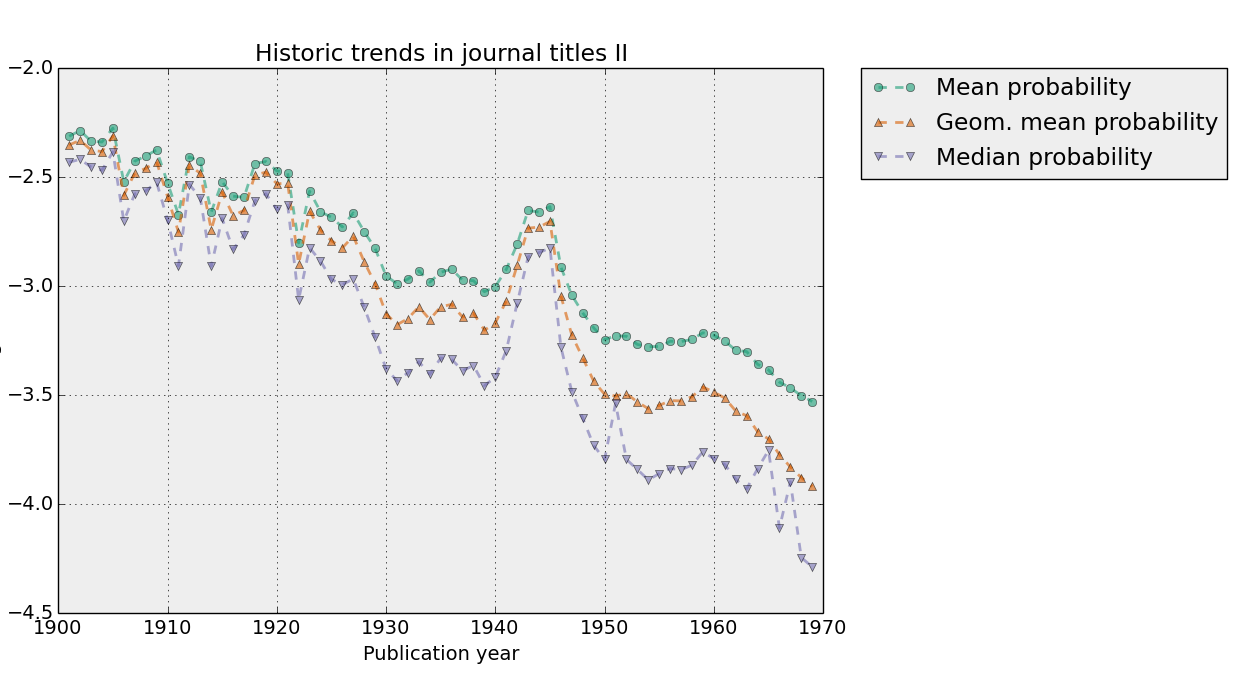 Historic trends in journal titles II
−2.0
−2.5
−3.0
−3.5
−4.0
−4.5
1900 1910 1920 1930 1940 1950 1960 1970
Publication year
Mean probability
Geom. mean probability
Median probability